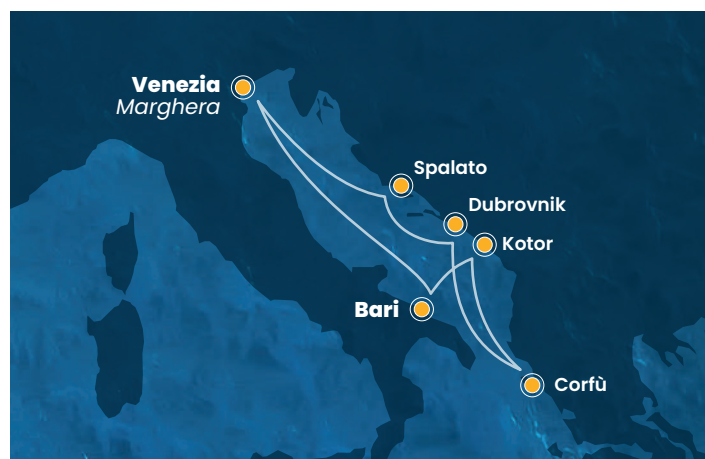 Venezia
Marghera
Spalato
Dubrovnik
Kotor
Bari
Corfù